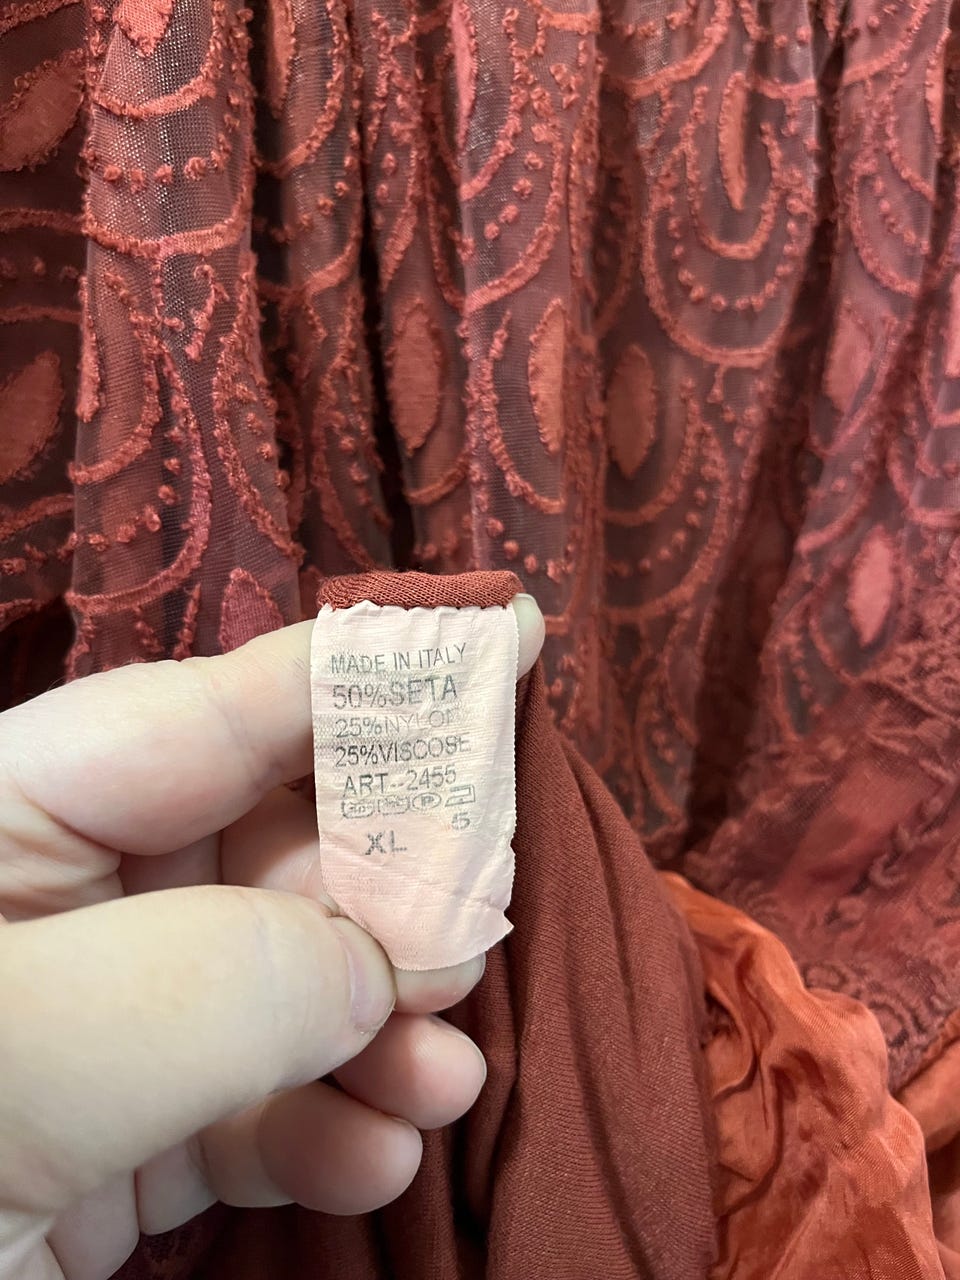 MADE IN ITALY
50%SETA
25%NYLON
25%VISCOSE
ART-2455
P
5
XL